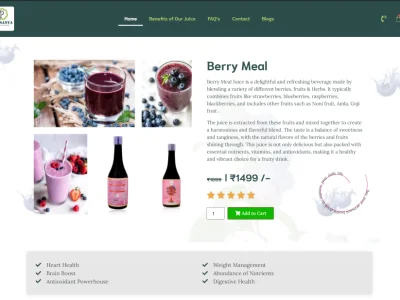 Home
Benefits of Our Juice
FAQ's
Contact
Blogs
Berry Meal
Berry Meal Juice is a delightful and refreshing beverage made by
blending a variety of different berries, fruits & Herbs. It typically
combines fruits like strawberries, blueberries, raspberries,
blackberries, and includes other fruits such as Noni fruit, Amla, Goji
fruit .
The juice is extracted from these fruits and mixed together to create
a harmonious and flavorful blend. The taste is a balance of sweetness
and tanginess, with the natural flavors of the berries and fruits
shining through. This juice is not only delicious but also packed with
essential nutrients, vitamins, and antioxidants, making it a healthy
and vibrant choice for a fruity drink.
| ₹1499 /-
1
Add to Cart
Heart Health
Brain Boost
Antioxidant Powerhouse
Weight Management
Abundance of Nutrients
Digestive Health